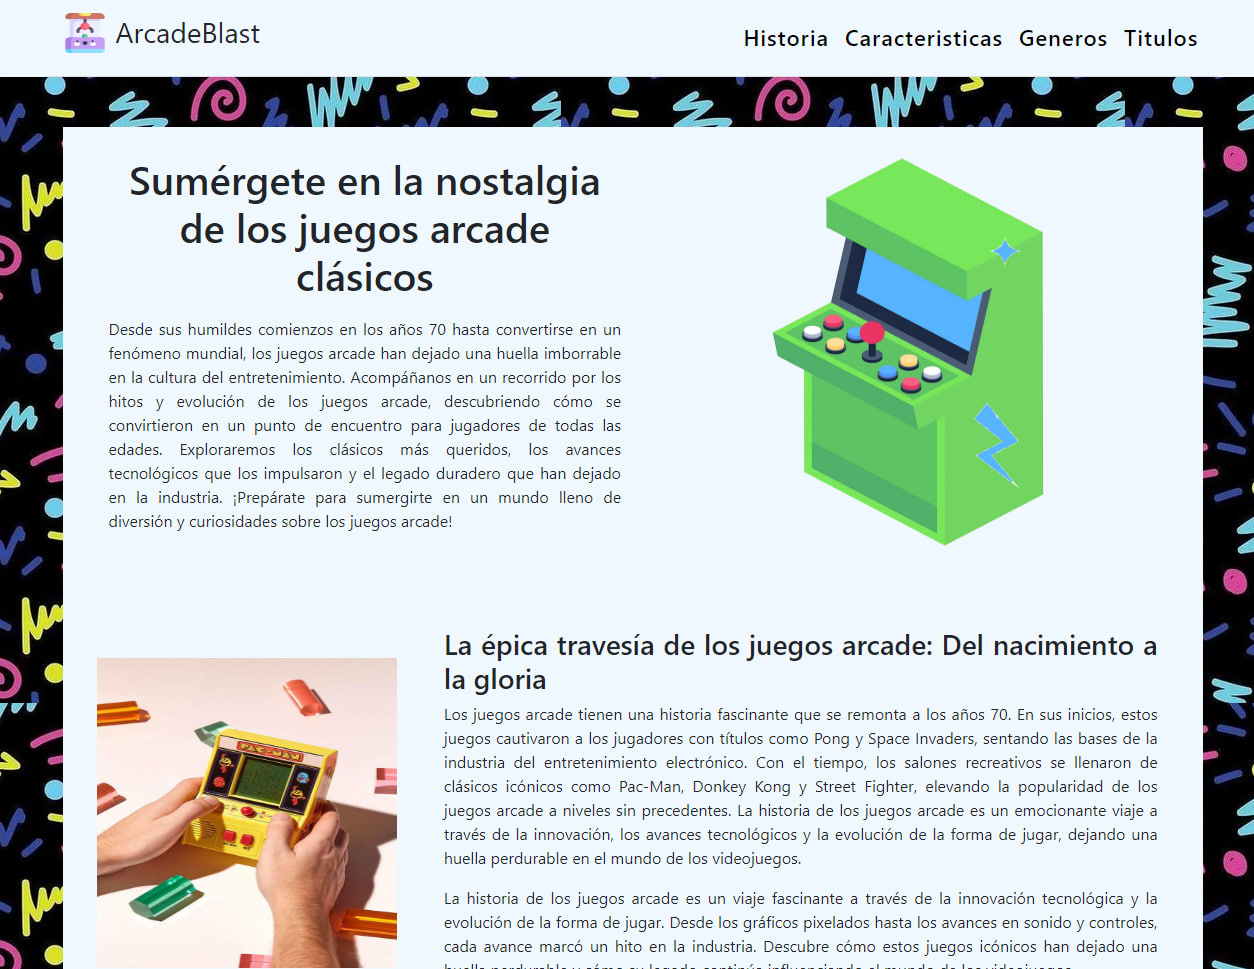 ArcadeBlast
Historia Caracteristicas Generos Titulos
Sumérgete en la nostalgia
de los juegos arcade
clásicos
Desde sus humildes comienzos en los años 70 hasta convertirse en un
fenómeno mundial, los juegos arcade han dejado una huella imborrable
en la cultura del entretenimiento. Acompáñanos en un recorrido por los
hitos y evolución de los juegos arcade, descubriendo cómo se
convirtieron en un punto de encuentro para jugadores de todas las
edades. Exploraremos los clásicos más queridos, los avances
tecnológicos que los impulsaron y el legado duradero que han dejado
en la industria. ¡Prepárate para sumergirte en un mundo lleno de
diversión y curiosidades sobre los juegos arcade!
La épica travesía de los juegos arcade: Del nacimiento a
la gloria
Los juegos arcade tienen una historia fascinante que se remonta a los años 70. En sus inicios, estos
juegos cautivaron a los jugadores con títulos como Pong y Space Invaders, sentando las bases de la
industria del entretenimiento electrónico. Con el tiempo, los salones recreativos se llenaron de
clásicos icónicos como Pac-Man, Donkey Kong y Street Fighter, elevando la popularidad de los
juegos arcade a niveles sin precedentes. La historia de los juegos arcade es un emocionante viaje a
través de la innovación, los avances tecnológicos y la evolución de la forma de jugar, dejando una
huella perdurable en el mundo de los videojuegos.
PAC-MAN
La historia de los juegos arcade es un viaje fascinante a través de la innovación tecnológica y la
evolución de la forma de jugar. Desde los gráficos pixelados hasta los avances en sonido y controles,
cada avance marcó un hito en la industria. Descubre cómo estos juegos icónicos han dejado una
huella perdurable y cómo su legado continúa influenciando el mundo de los videojuegos.